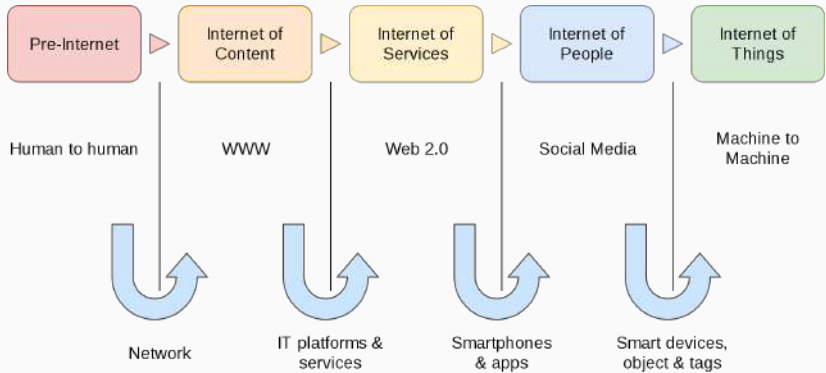 Pre-Internet
Internet of
Content
Internet of
Services
Internet of
People
Internet of
Things
Human to human
WWW
Web 2.0
Social Media
Machine to
Machine
Network
IT platforms &
services
Smartphones
& apps
Smart devices,
object & tags